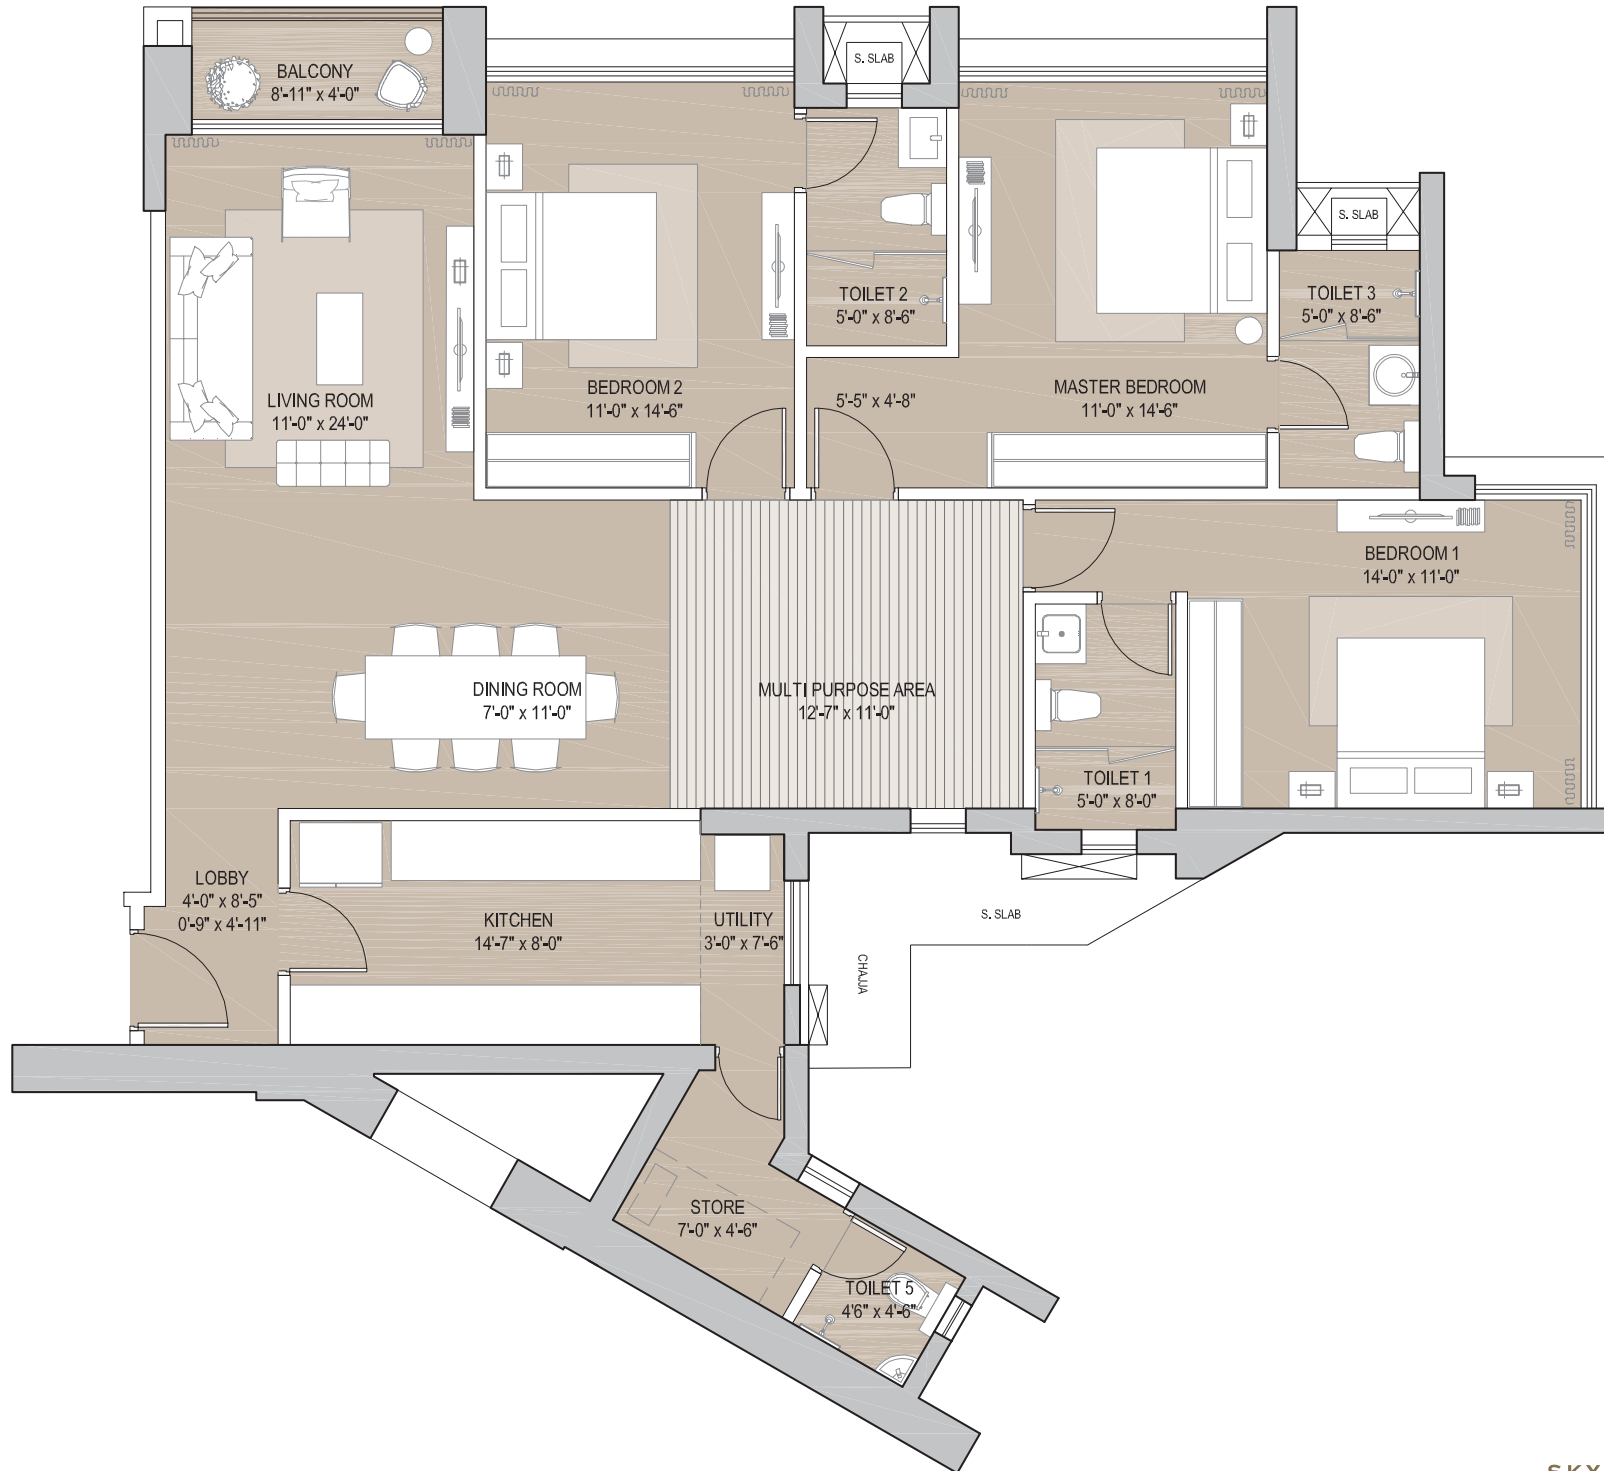 BALCONY
8'-11" x 4'-0"
S. SLAB
S. SLAB
TOILET 2
5'-0" x 8'-6"
TOILET 3
5'-0" x 8'-6"
LIVING ROOM
11'-0" x 24'-0"
BEDROOM 2
11'-0" x 14'-6"
5'-5" x 4'-8"
MASTER BEDROOM
11'-0" x 14'-6"
BEDROOM 1
14'-0" x 11'-0"
DINING ROOM
7'-0" x 11'-0"
MULTI PURPOSE AREA
12'-7" x 11'-0"
TOILET 1
5'-0" x 8'-0"
LOBBY
4'-0" x 8'-5"
0'-9" x 4'-11"
KITCHEN
14'-7" x 8'-0"
UTILITY
3'-0" x 7'-6"
S. SLAB
CHAJJA
STORE
7'-0" x 4'-6"
TOILET 5
4'6" x 4'-6"